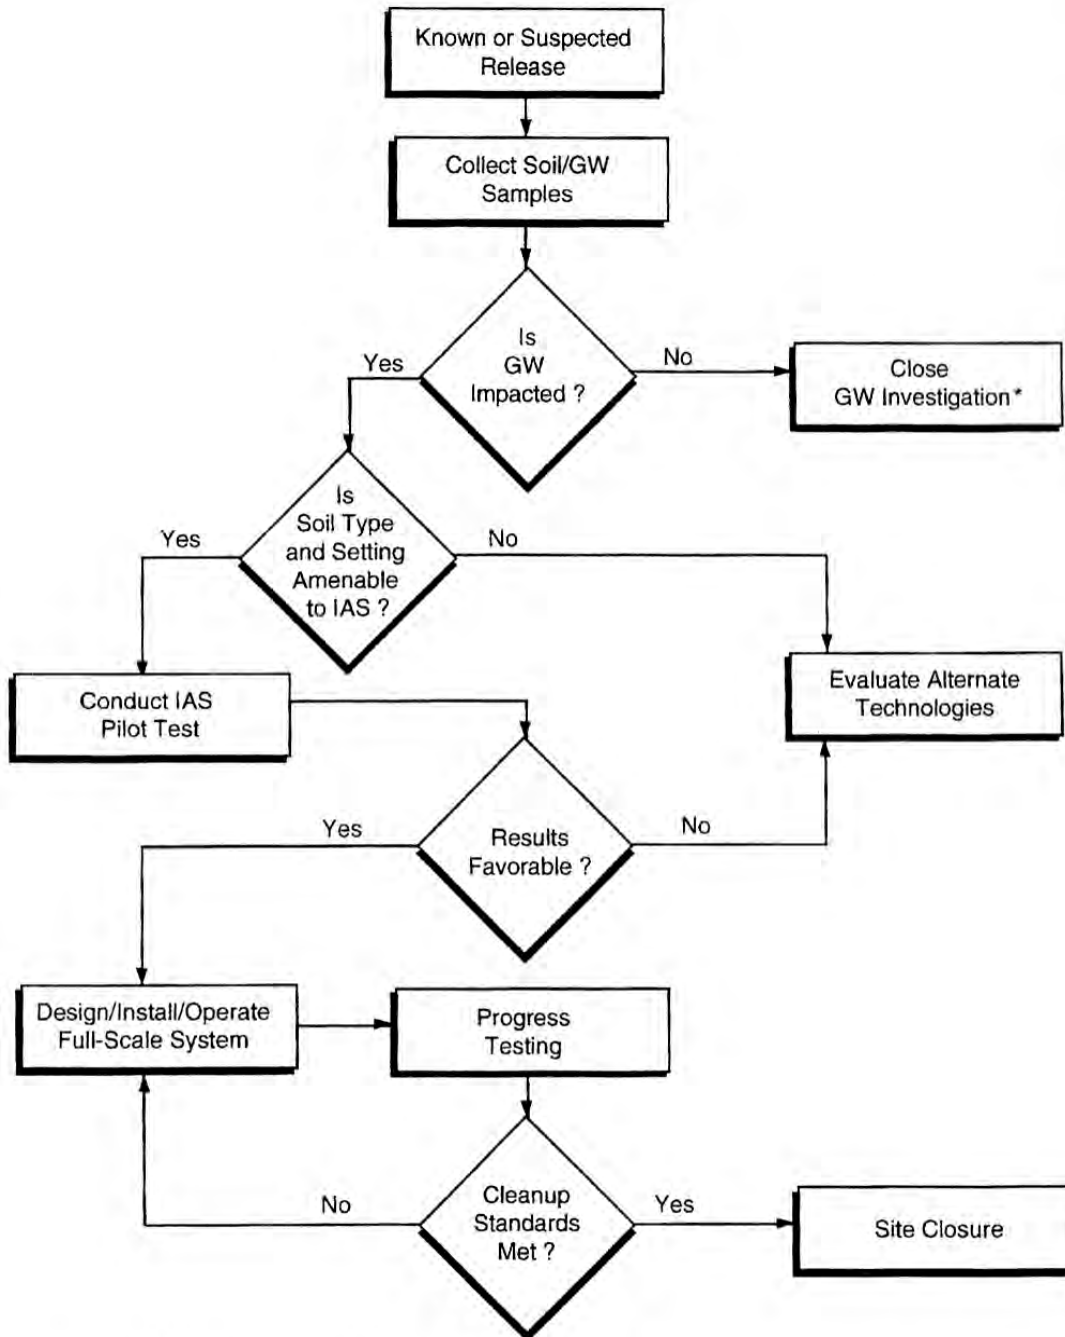 Known or Suspected
Release
Collect Soil/GW
Samples
Is
GW
Impacted ?
Yes
No
Close
GW Investigation*
Is
Soil Type
and Setting
Amenable
to IAS ?
Yes
No
Conduct IAS
Pilot Test
Evaluate Alternate
Technologies
Results
Favorable ?
Yes
No
Design/Install/Operate
Full-Scale System
Progress
Testing
Cleanup
Standards
Met ?
No
Yes
Site Closure